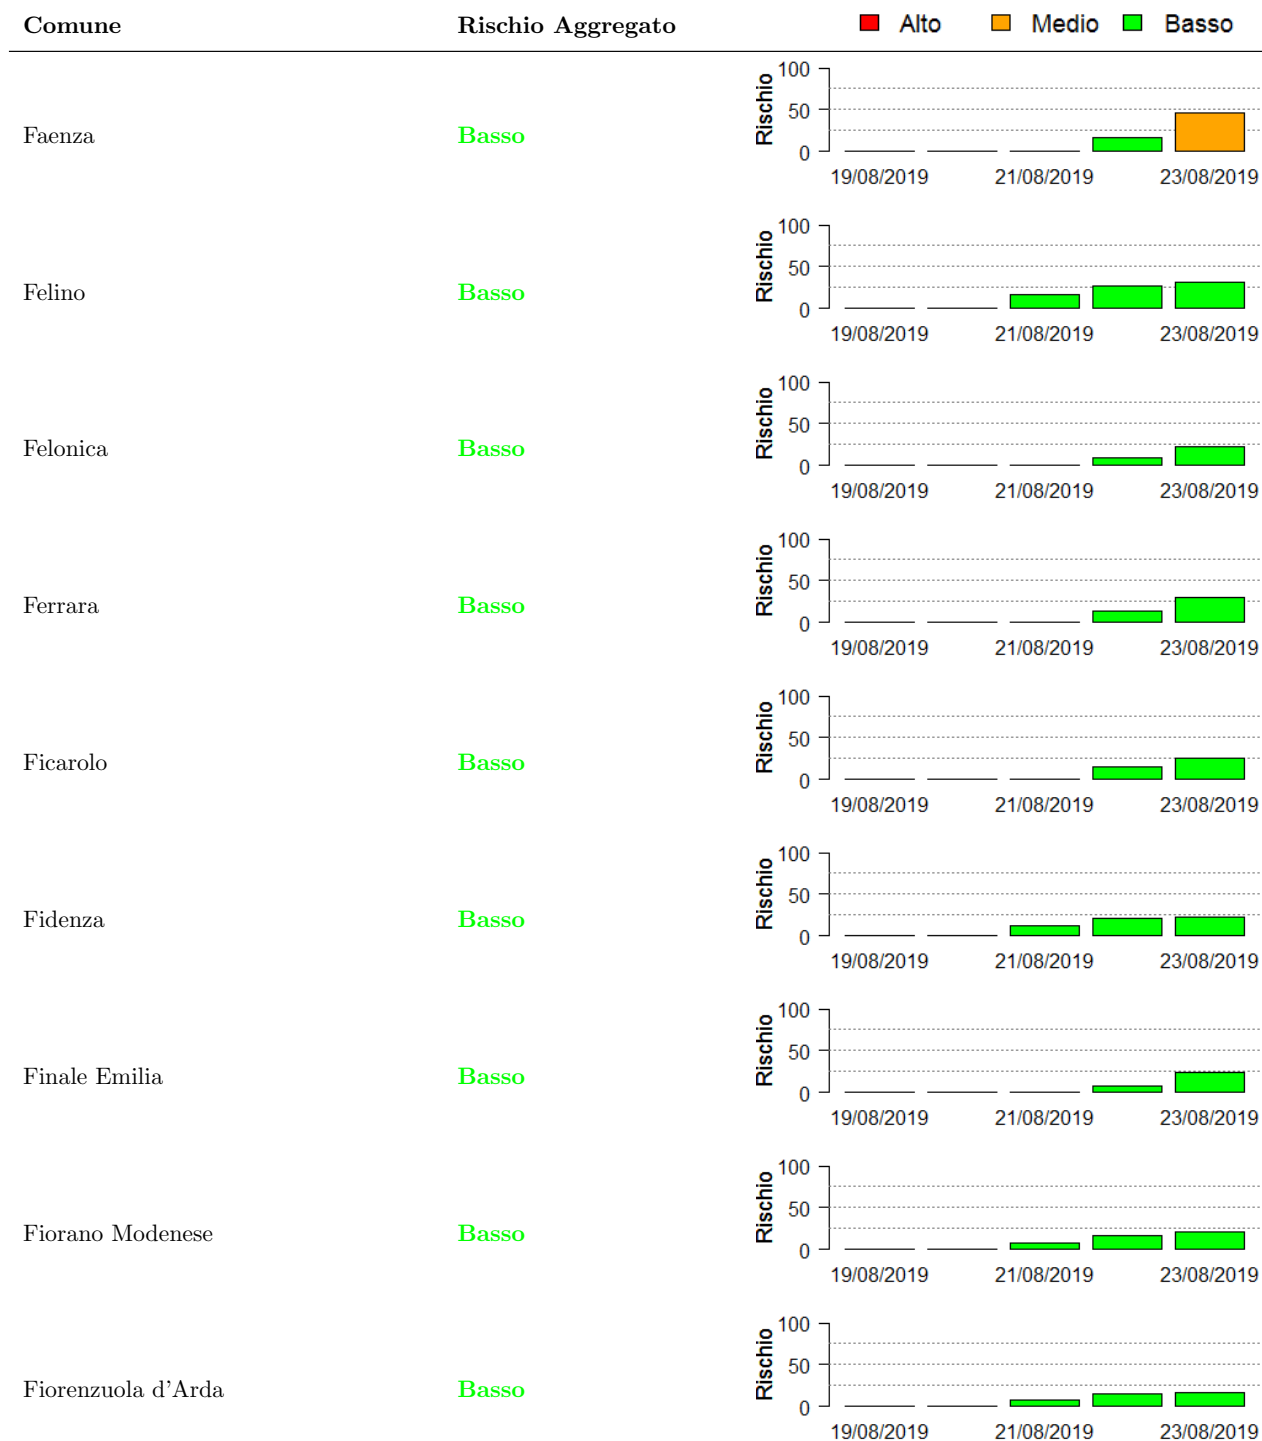 Comune Rischio Aggregato Alto Medio Basso
Faenza Basso
Rischio
100
50
0
19/08/2019 21/08/2019 23/08/2019
Felino Basso
Rischio
100
50
0
19/08/2019 21/08/2019 23/08/2019
Felonica Basso
Rischio
100
50
0
19/08/2019 21/08/2019 23/08/2019
Ferrara Basso
Rischio
100
50
0
19/08/2019 21/08/2019 23/08/2019
Ficarolo Basso
Rischio
100
50
0
19/08/2019 21/08/2019 23/08/2019
Fidenza Basso
Rischio
100
50
0
19/08/2019 21/08/2019 23/08/2019
Finale Emilia Basso
Rischio
100
50
0
19/08/2019 21/08/2019 23/08/2019
Fiorano Modenese Basso
Rischio
100
50
0
19/08/2019 21/08/2019 23/08/2019
Fiorenzuola d'Arda Basso
Rischio
100
50
0
19/08/2019 21/08/2019 23/08/2019